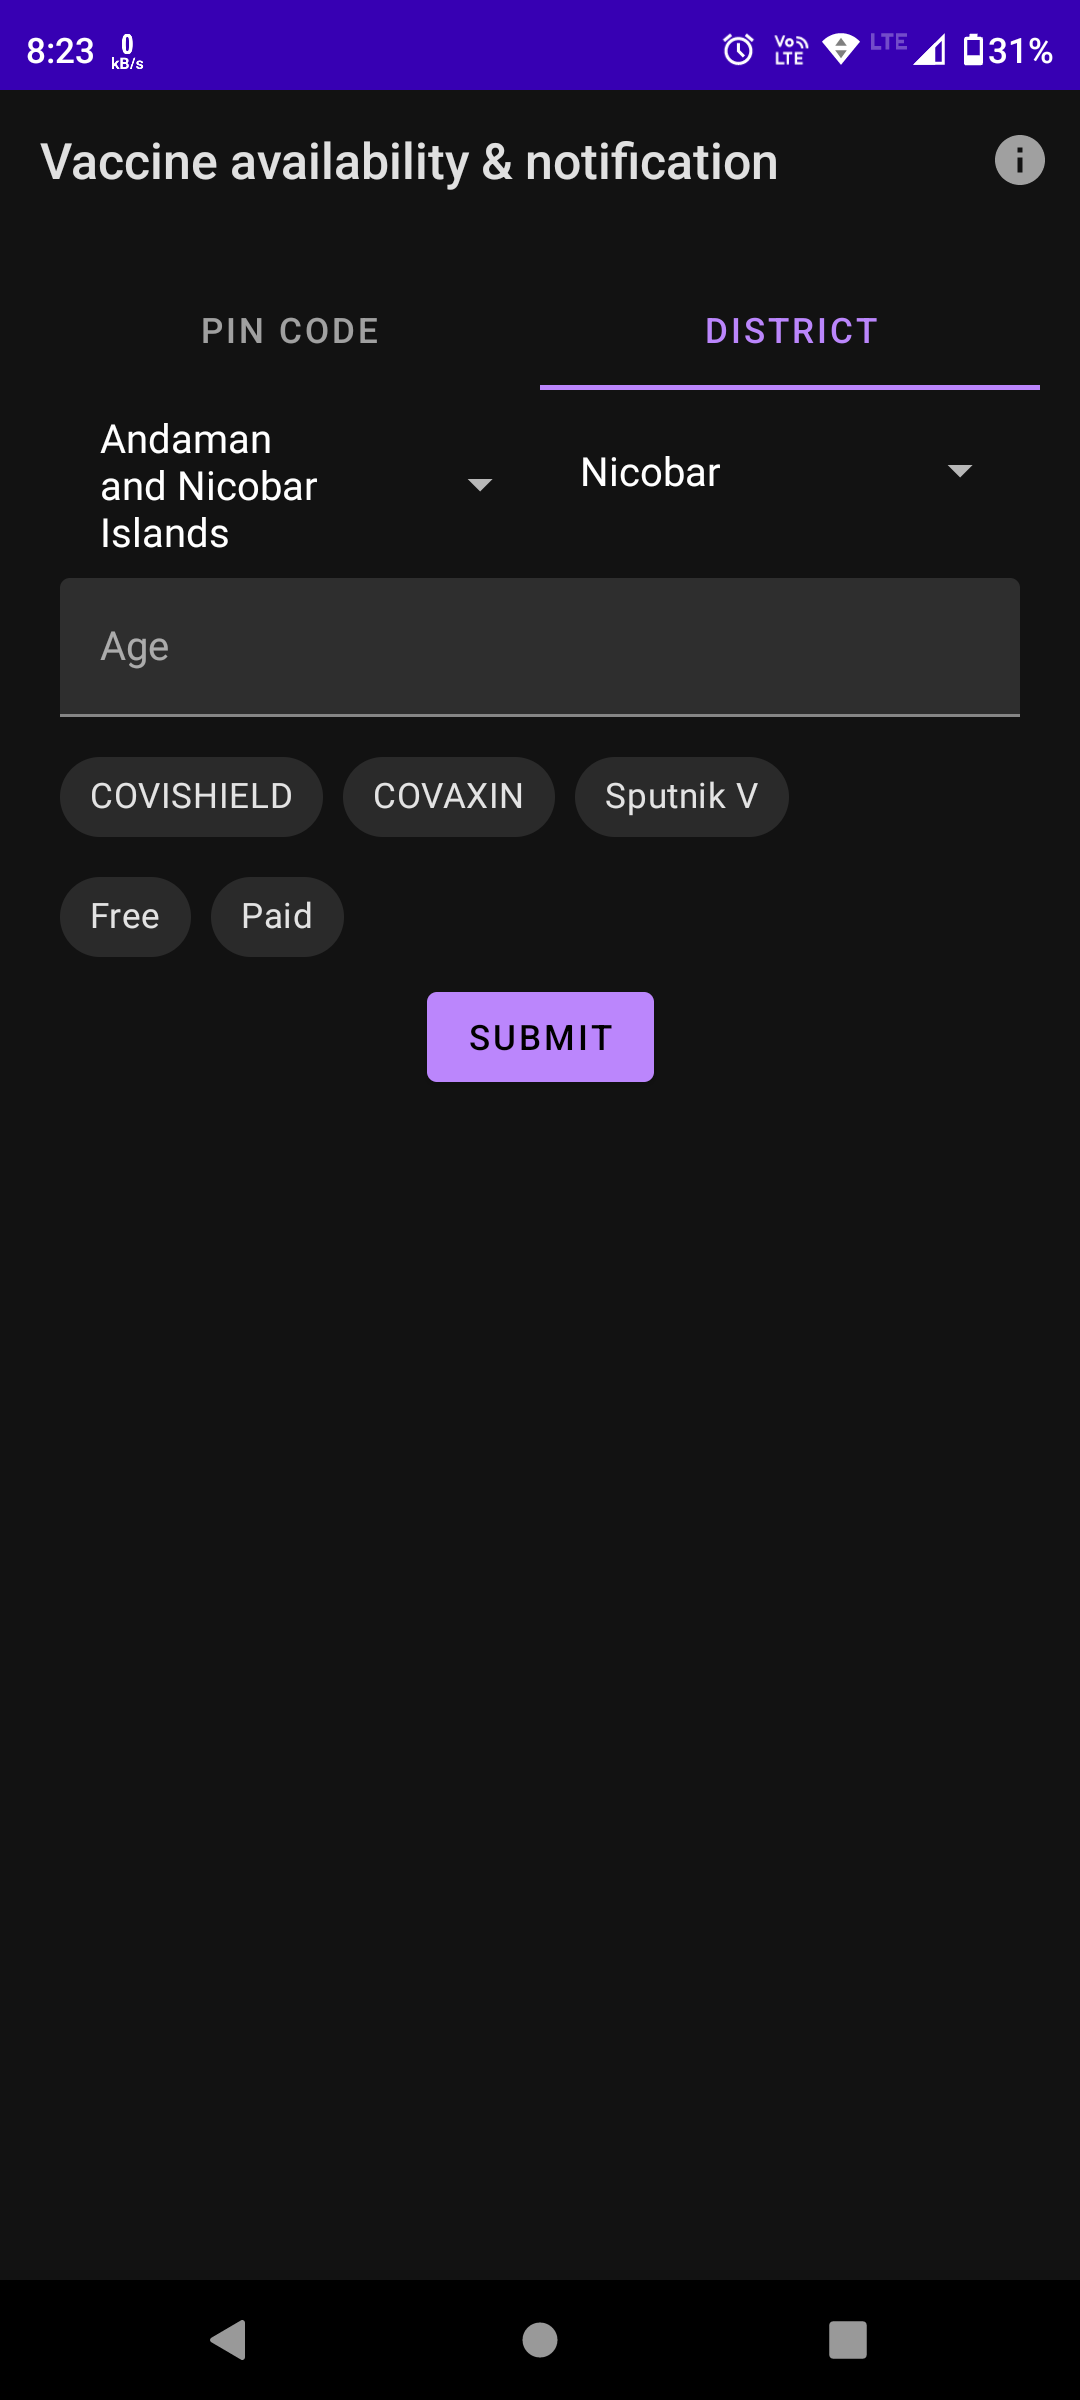 8:23
0
kB/s
Vo
LTE
LTE
31%
Vaccine availability & notification
PIN CODE
DISTRICT
Andaman
and Nicobar
Islands
Nicobar
Age
COVISHIELD
COVAXIN
Sputnik V
Free
Paid
SUBMIT